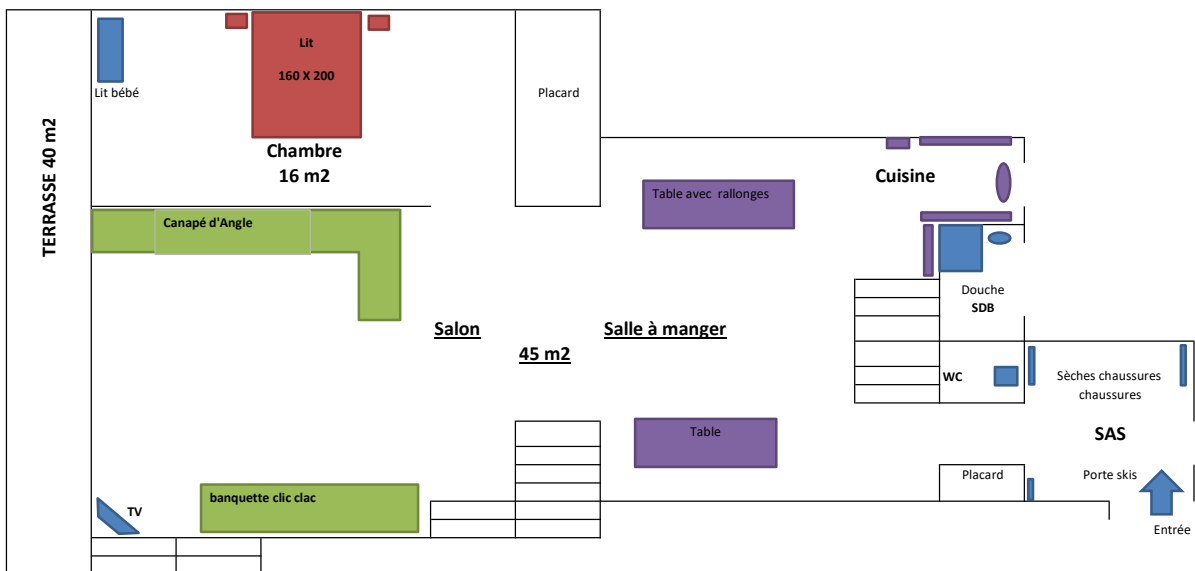 Lit
160 X 200
Lit bébé
Placard
TERRASSE 40 m2
Chambre
16 m2
Cuisine
Table avec rallonges
Canapé d'Angle
Douche
SDB
Salon
Salle à manger
45 m2
WC
Sèches chaussures
chaussures
Table
SAS
Placard
Porte skis
banquette clic clac
TV
Entrée